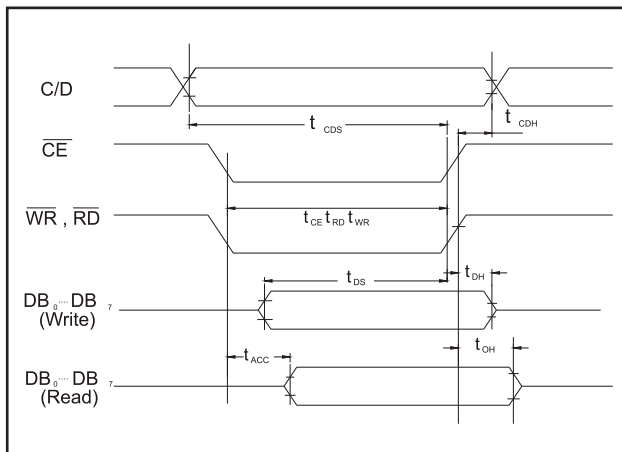 C/D
t CDS
t CDH
CE
WR , RD
t CE t RD t WR
t DS
t DH
DB 0 .... DB 7
(Write)
t OH
t ACC
DB 0 .... DB 7
(Read)